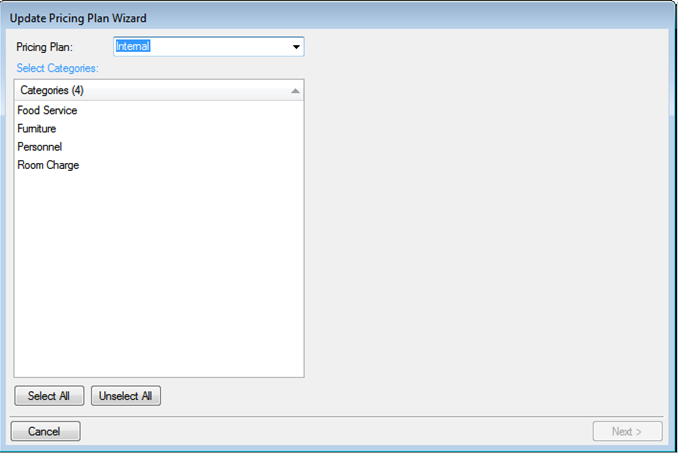 Update Pricing Plan Wizard
Pricing Plan: Internal
Select Categories:
Categories (4)
Food Service
Furniture
Personnel
Room Charge
Select All Unselect All
Cancel Next >